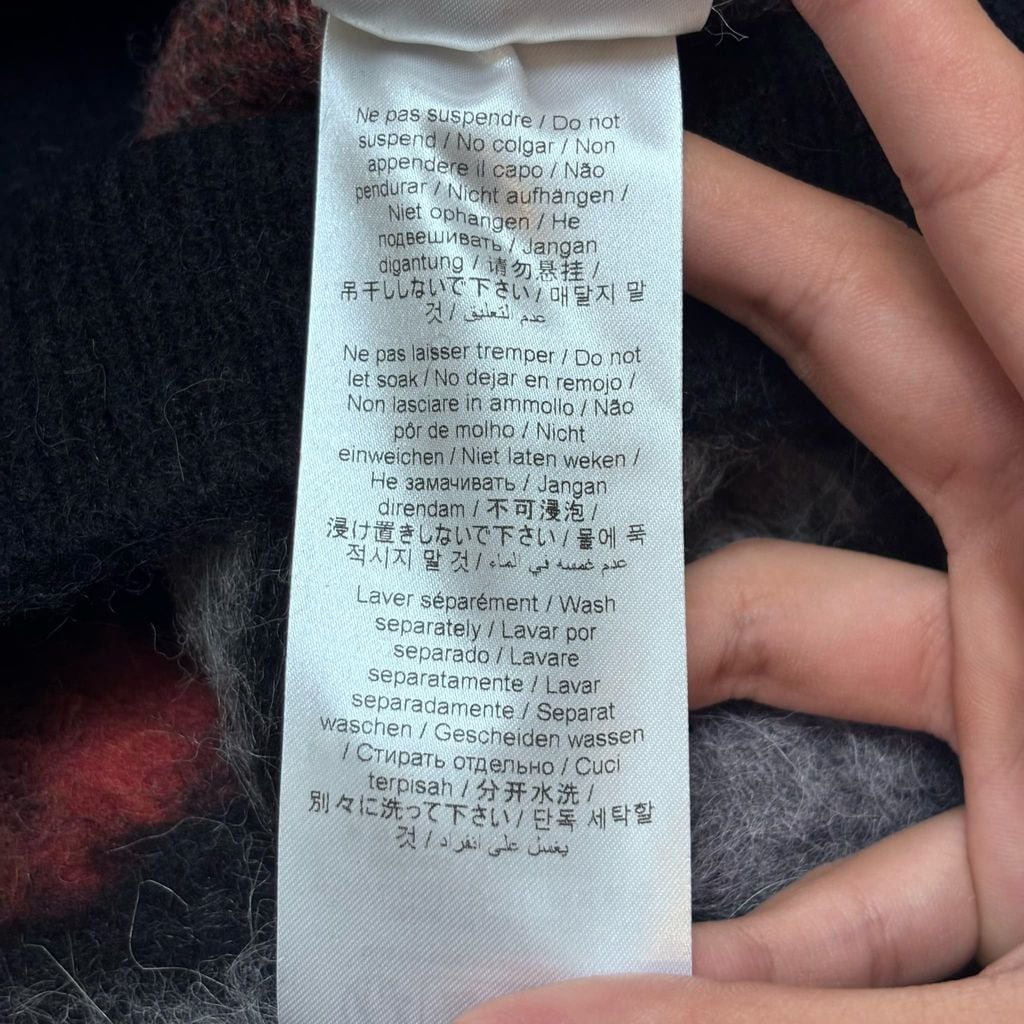 Ne pas suspendre / Do not
suspend / No colgar / Non
appendere il capo / Não
pendurar / Nicht aufhängen /
Niet ophangen / Не
подвешивать / Jangan
digantung / 请勿悬挂 /
吊干ししないで下さい / 매달지 말
것 / عدم لتعليق
Ne pas laisser tremper / Do not
let soak / No dejar en remojo /
Non lasciare in ammollo / Não
pôr de molho / Nicht
einweichen / Niet laten weken /
Не замачивать / Jangan
direndam / 不可浸泡 /
浸け置きしないで下さい / 물에 푹
적시지 말 것 / عدم غمسه في الماء
Laver séparément / Wash
separately / Lavar por
separado / Lavare
separatamente / Lavar
separadamente / Separat
waschen / Gescheiden wassen
/ Стирать отдельно / Cuci
terpisah / 分开水洗 /
別々に洗って下さい / 단독 세탁할
것 / يغسل على انفراد